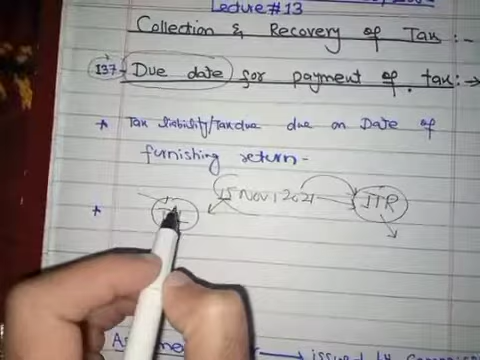 Lecture #13
Collection & Recovery of Tax :-
137 - Due date for payment of tax :→
* Tax liability/Tax due due on Date of
furnishing return -
* 15 Nov 2021 ITR
issued by